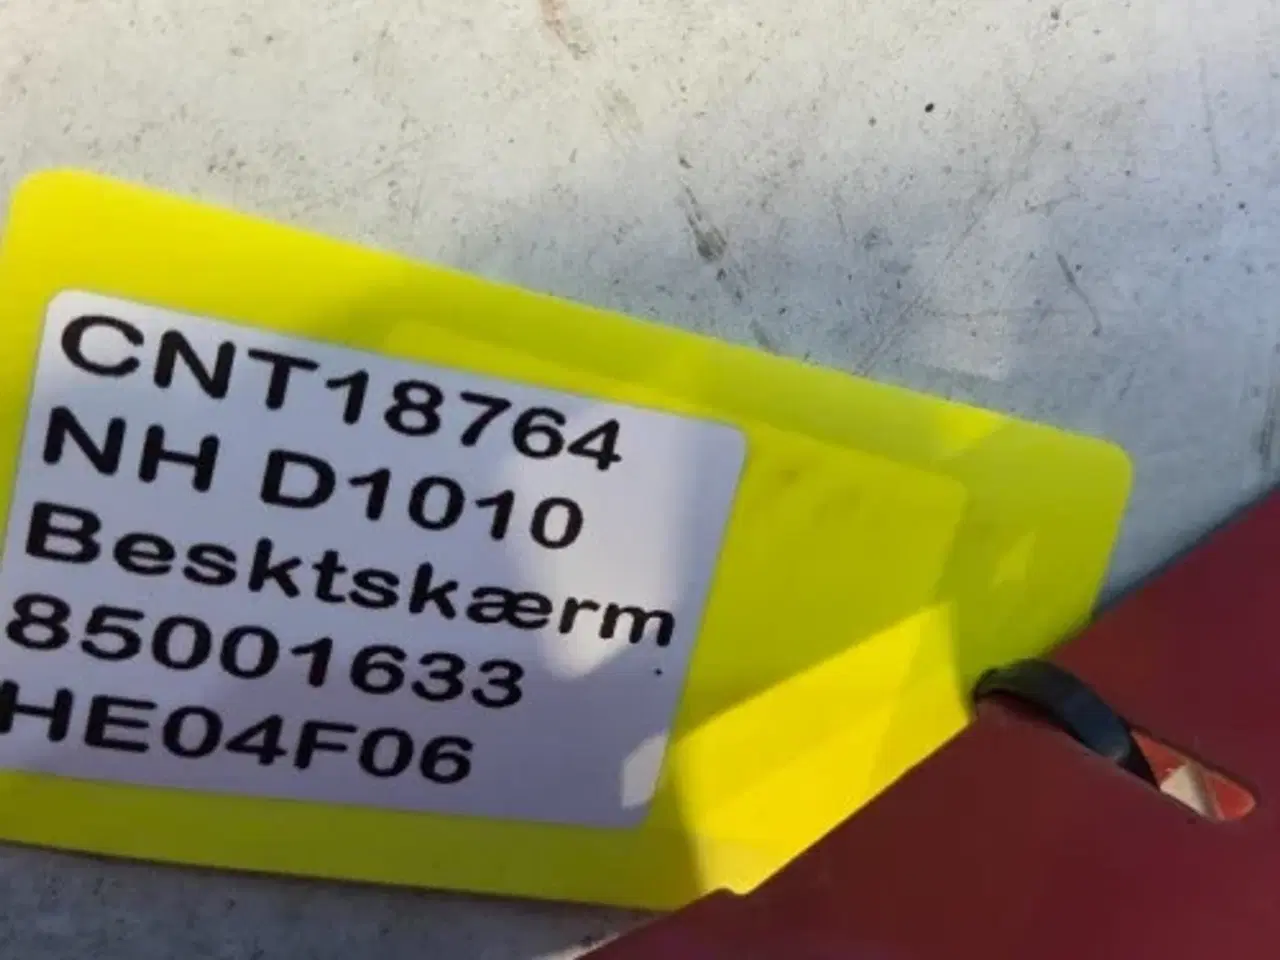 CNT18764
NH D1010
Besktskærm
85001633
HE04F06